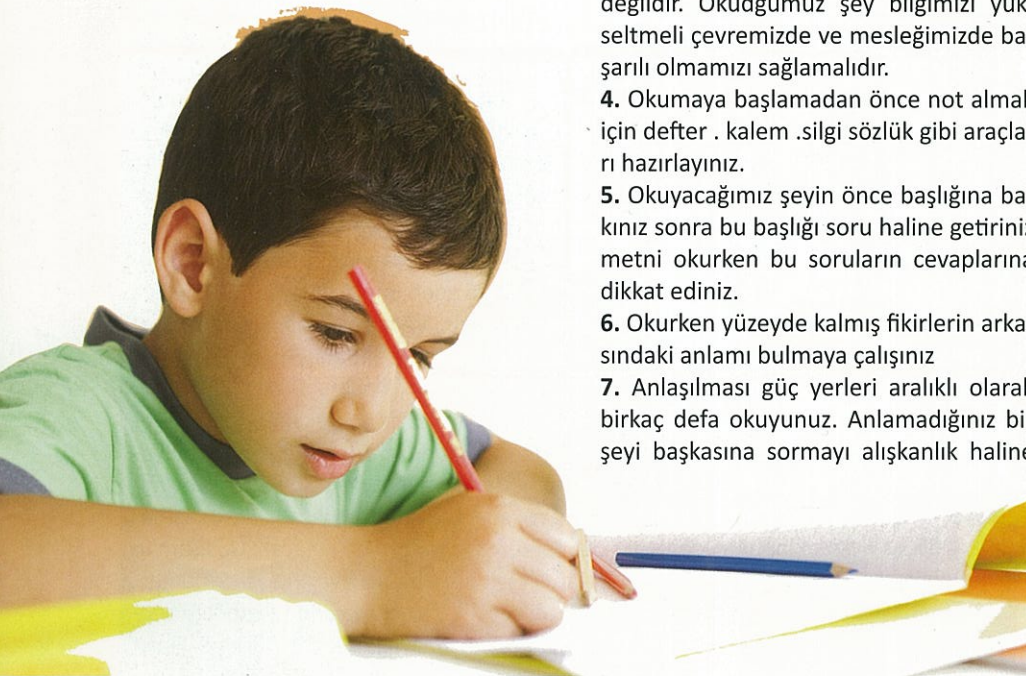 değildir. Okuduğumuz şey bilgimizi yük
seltmeli çevremizde ve mesleğimizde ba
şarılı olmamızı sağlamalıdır.
4. Okumaya başlamadan önce not almal
için defter . kalem .silgi sözlük gibi araçla
rı hazırlayınız.
5. Okuyacağımız şeyin önce başlığına ba
kınız sonra bu başlığı soru haline getiriniz
metni okurken bu soruların cevaplarına
dikkat ediniz.
6. Okurken yüzeyde kalmış fikirlerin arka
sındaki anlamı bulmaya çalışınız
7. Anlaşılması güç yerleri aralıklı olaral
birkaç defa okuyunuz. Anlamadığınız bi
şeyi başkasına sormayı alışkanlık haline